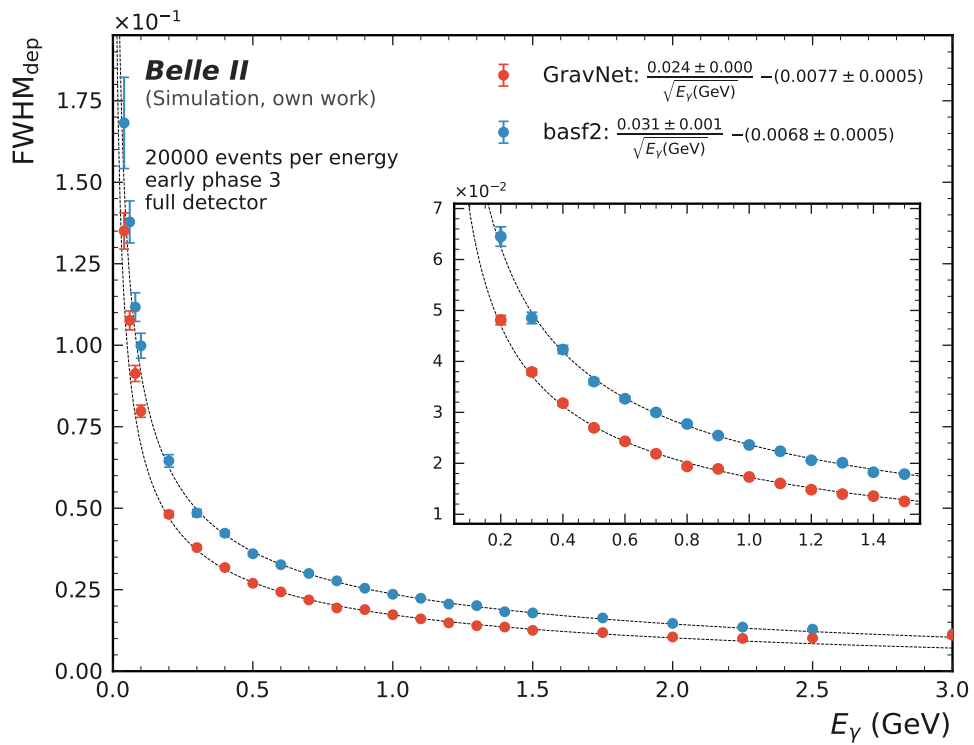 ×10⁻¹
FWHM_dep
1.75
1.50
1.25
1.00
0.75
0.50
0.25
0.00
Belle II
(Simulation, own work)
20000 events per energy
early phase 3
full detector
GravNet: (0.024 ± 0.000)/√(E_γ(GeV)) −(0.0077 ± 0.0005)
basf2: (0.031 ± 0.001)/√(E_γ(GeV)) −(0.0068 ± 0.0005)
×10⁻²
7
6
5
4
3
2
1
0.2 0.4 0.6 0.8 1.0 1.2 1.4
0.0 0.5 1.0 1.5 2.0 2.5 3.0
E_γ (GeV)